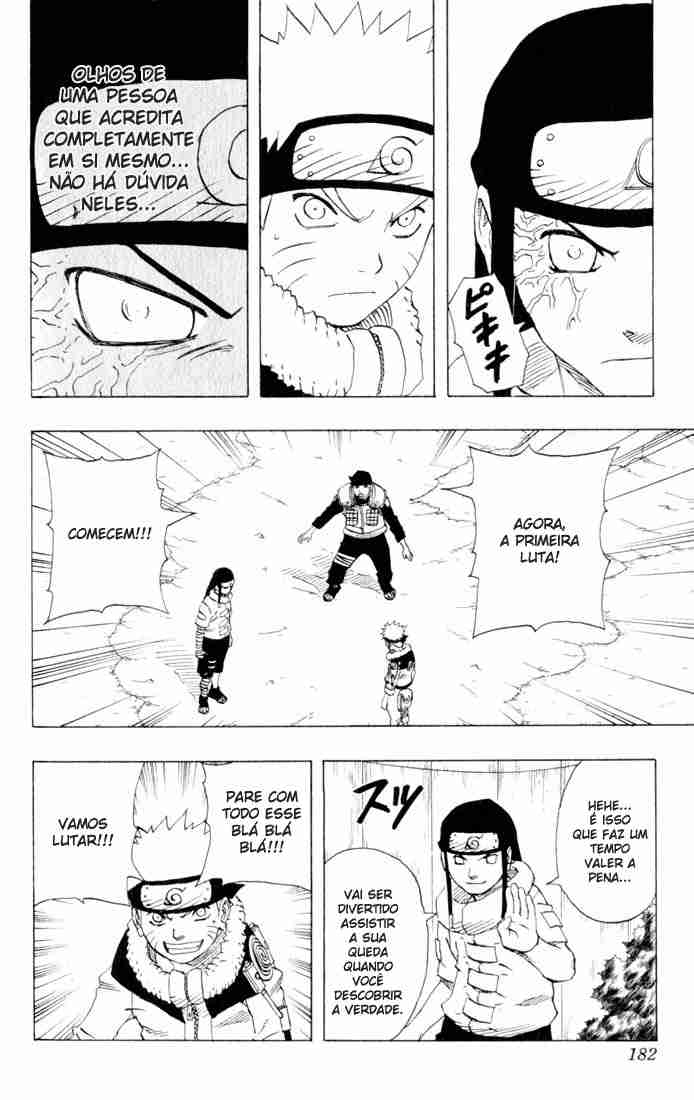 ピキキ
OLHOS DE
UMA PESSOA
QUE ACREDITA
COMPLETAMENTE
EM SI MESMO...
NÃO HÁ DÚVIDA
NELES...
AGORA,
A PRIMEIRA
LUTA!
COMECEM!!!
HEHE...
É ISSO
QUE FAZ UM
TEMPO
VALER A
PENA...
スッ
VAI SER
DIVERTIDO
ASSISTIR
A SUA
QUEDA
QUANDO
VOCÊ
DESCOBRIR
A VERDADE.
PARE COM
TODO ESSE
BLÁ BLÁ
BLÁ!!!
VAMOS
LUTAR!!!
182